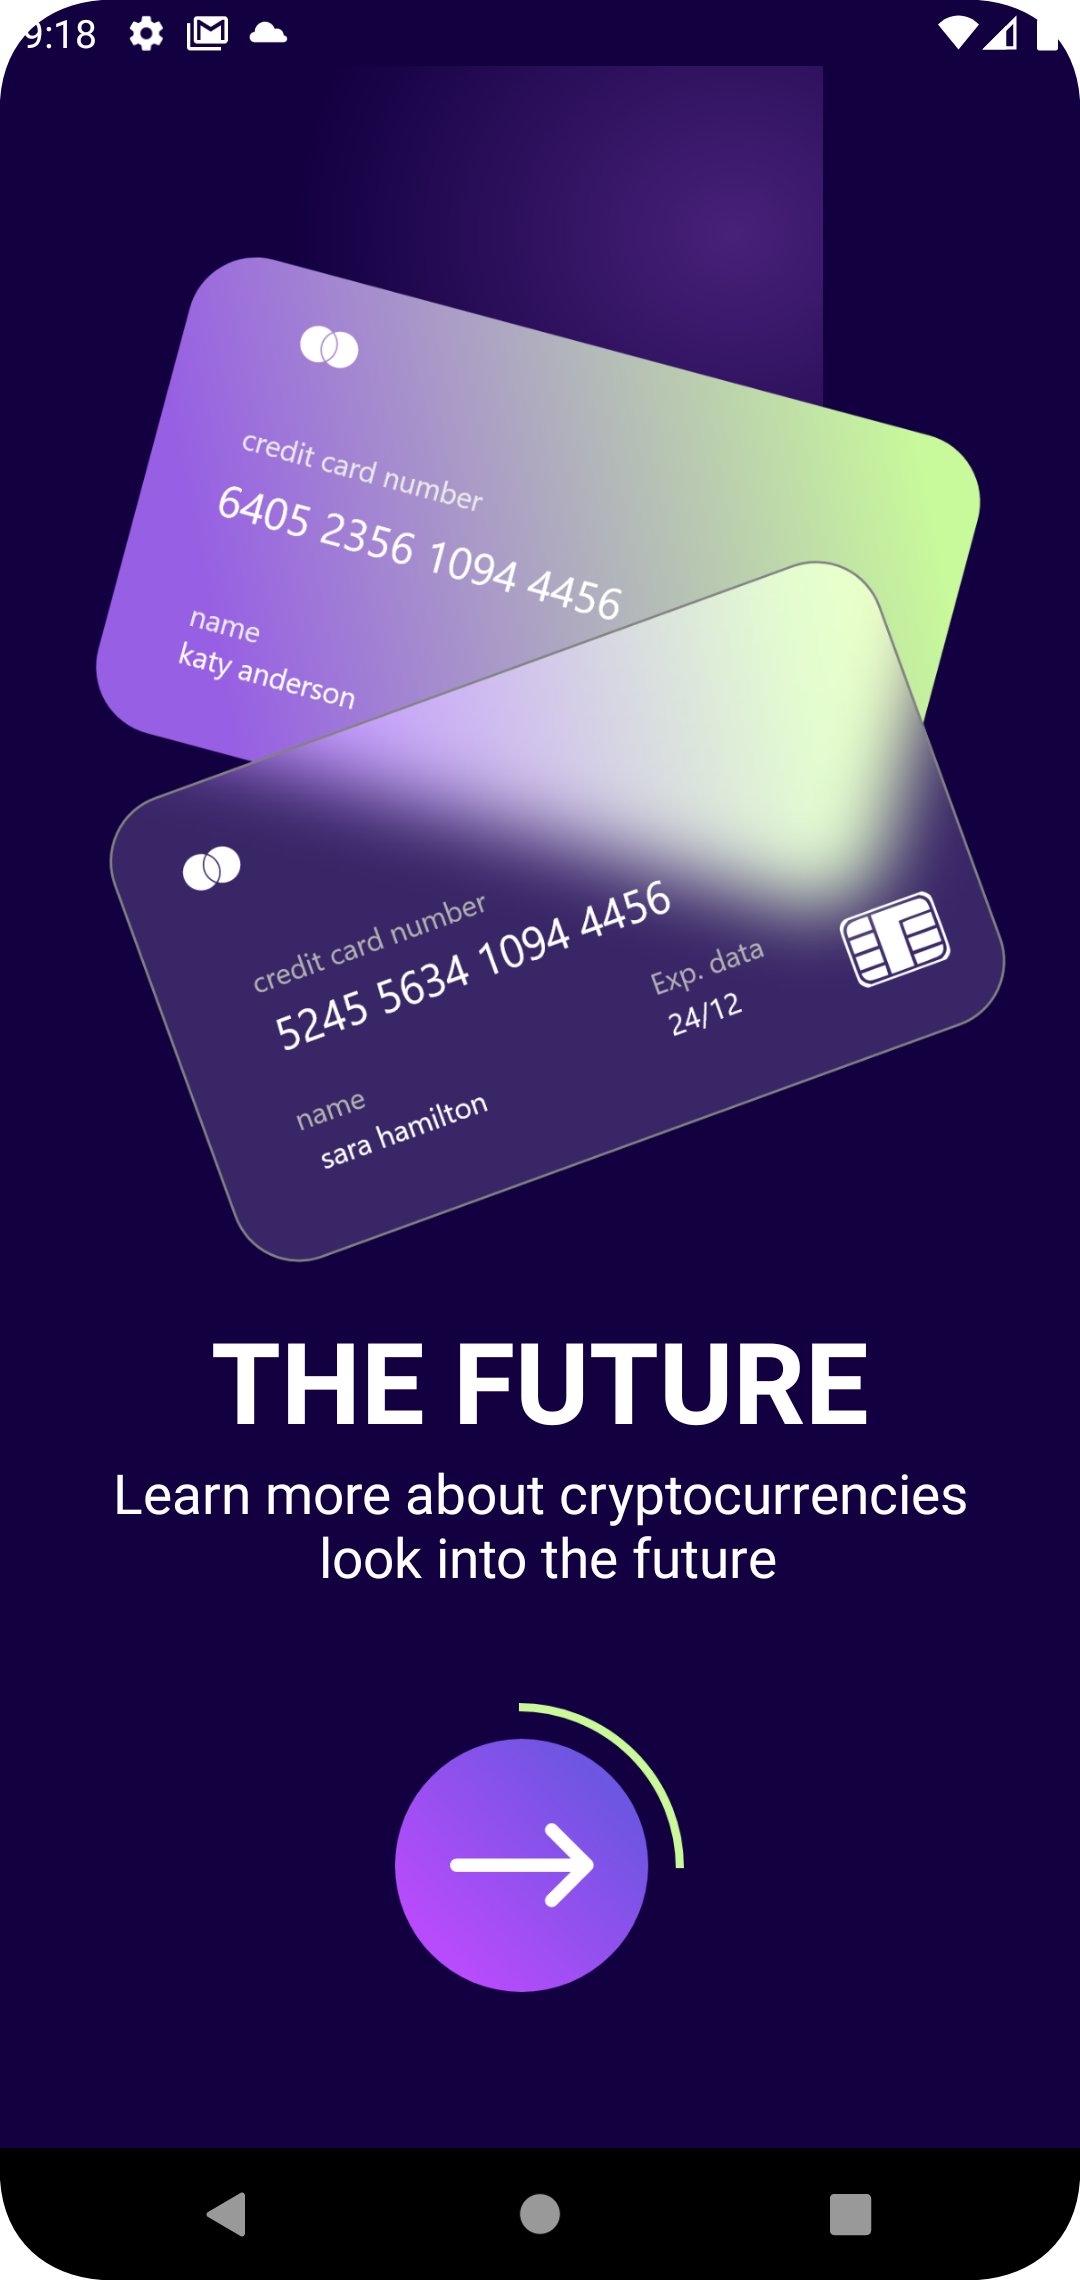 9:18
credit card number
6405 2356 1094 4456
name
katy anderson
credit card number
5245 5634 1094 4456
Exp. data
24/12
name
sara hamilton
THE FUTURE
Learn more about cryptocurrencies
look into the future